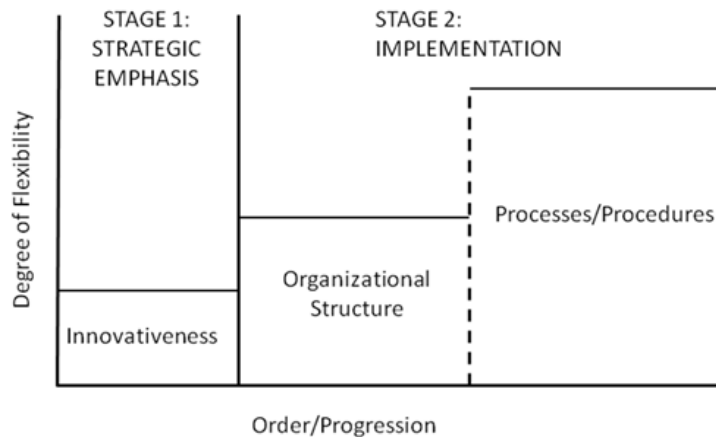 STAGE 1:
STRATEGIC
EMPHASIS
STAGE 2:
IMPLEMENTATION
Degree of Flexibility
Innovativeness
Organizational
Structure
Processes/Procedures
Order/Progression